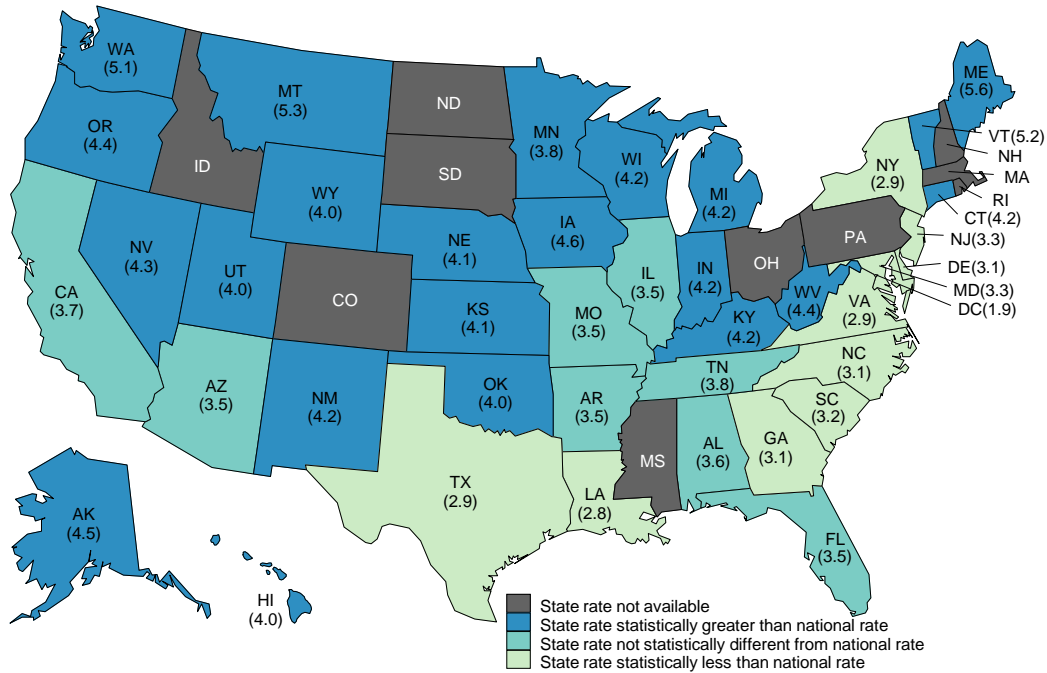 WA
(5.1)
MT
(5.3)
ND
MN
(3.8)
ME
(5.6)
OR
(4.4)
ID
SD
WI
(4.2)
MI
(4.2)
NY
(2.9)
VT(5.2)
NH
MA
RI
CT(4.2)
NJ(3.3)
DE(3.1)
MD(3.3)
DC(1.9)
WY
(4.0)
IA
(4.6)
NE
(4.1)
PA
NV
(4.3)
UT
(4.0)
CO
IL
(3.5)
IN
(4.2)
OH
CA
(3.7)
KS
(4.1)
MO
(3.5)
KY
(4.2)
WV
(4.4)
VA
(2.9)
AZ
(3.5)
NM
(4.2)
OK
(4.0)
AR
(3.5)
TN
(3.8)
NC
(3.1)
SC
(3.2)
TX
(2.9)
LA
(2.8)
MS
AL
(3.6)
GA
(3.1)
FL
(3.5)
AK
(4.5)
HI
(4.0)
State rate not available
State rate statistically greater than national rate
State rate not statistically different from national rate
State rate statistically less than national rate